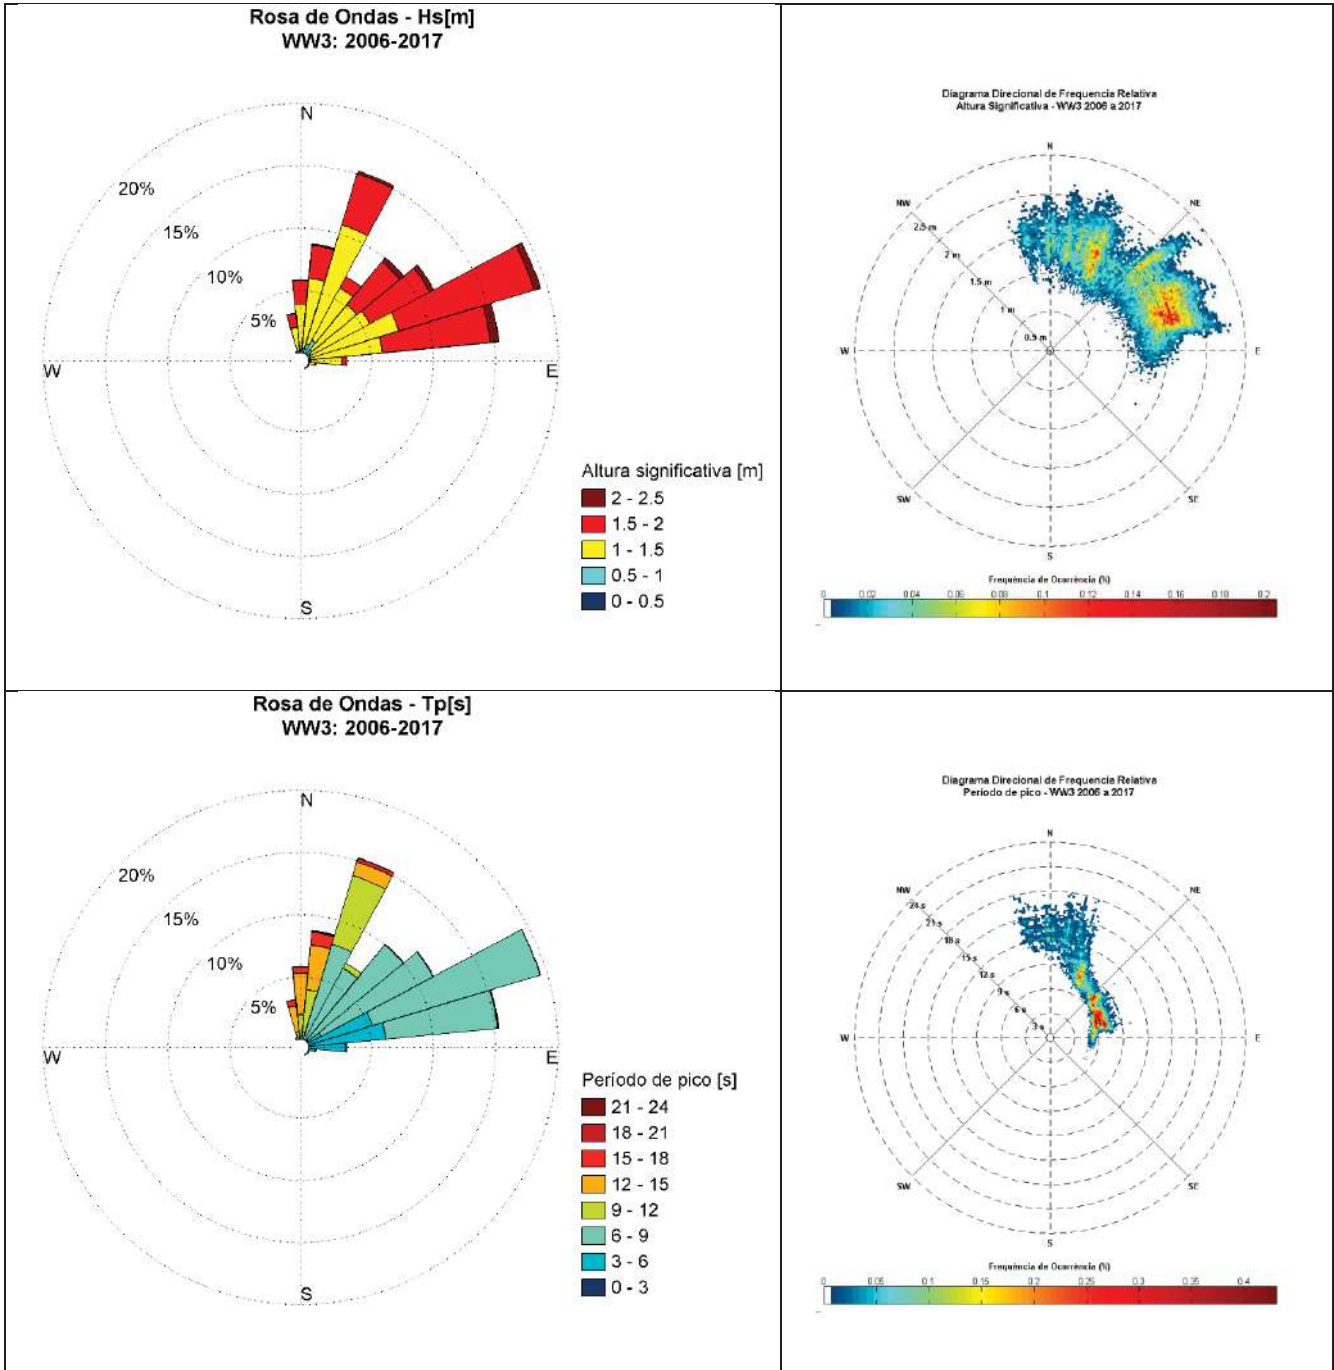 Rosa de Ondas - Hs[m]
WW3: 2006-2017
N
20%
15%
10%
5%
W
E
S
Altura significativa [m]
2 - 2.5
1.5 - 2
1 - 1.5
0.5 - 1
0 - 0.5
Diagrama Direcional de Frequencia Relativa
Altura Significativa - WW3 2006 a 2017
N
NW
NE
2.5 m
2 m
1.5 m
1 m
0.5 m
W
E
SW
SE
S
Frequência de Ocorrência (%)
0 0.02 0.04 0.06 0.08 0.1 0.12 0.14 0.16 0.2
Rosa de Ondas - Tp[s]
WW3: 2006-2017
N
20%
15%
10%
5%
W
E
S
Período de pico [s]
21 - 24
18 - 21
15 - 18
12 - 15
9 - 12
6 - 9
3 - 6
0 - 3
Diagrama Direcional de Frequencia Relativa
Período de pico - WW3 2006 a 2017
N
NW
NE
24 s
21 s
18 s
15 s
12 s
9 s
6 s
3 s
W
E
SW
SE
S
Frequência de Ocorrência (%)
0 0.05 0.1 0.15 0.2 0.25 0.3 0.35 0.4